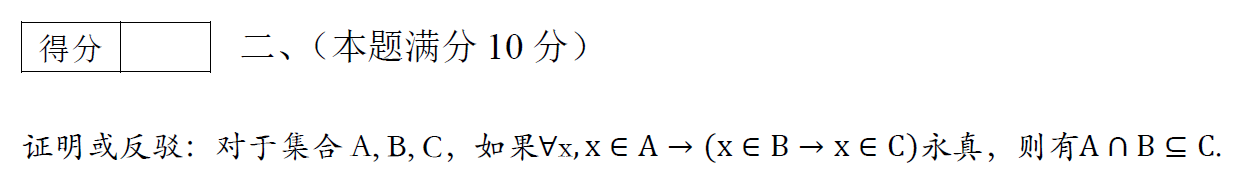 得分 二、（本题满分 10 分）
证明或反驳：对于集合 A, B, C，如果∀x, x ∈ A → (x ∈ B → x ∈ C)永真，则有A ∩ B ⊆ C.